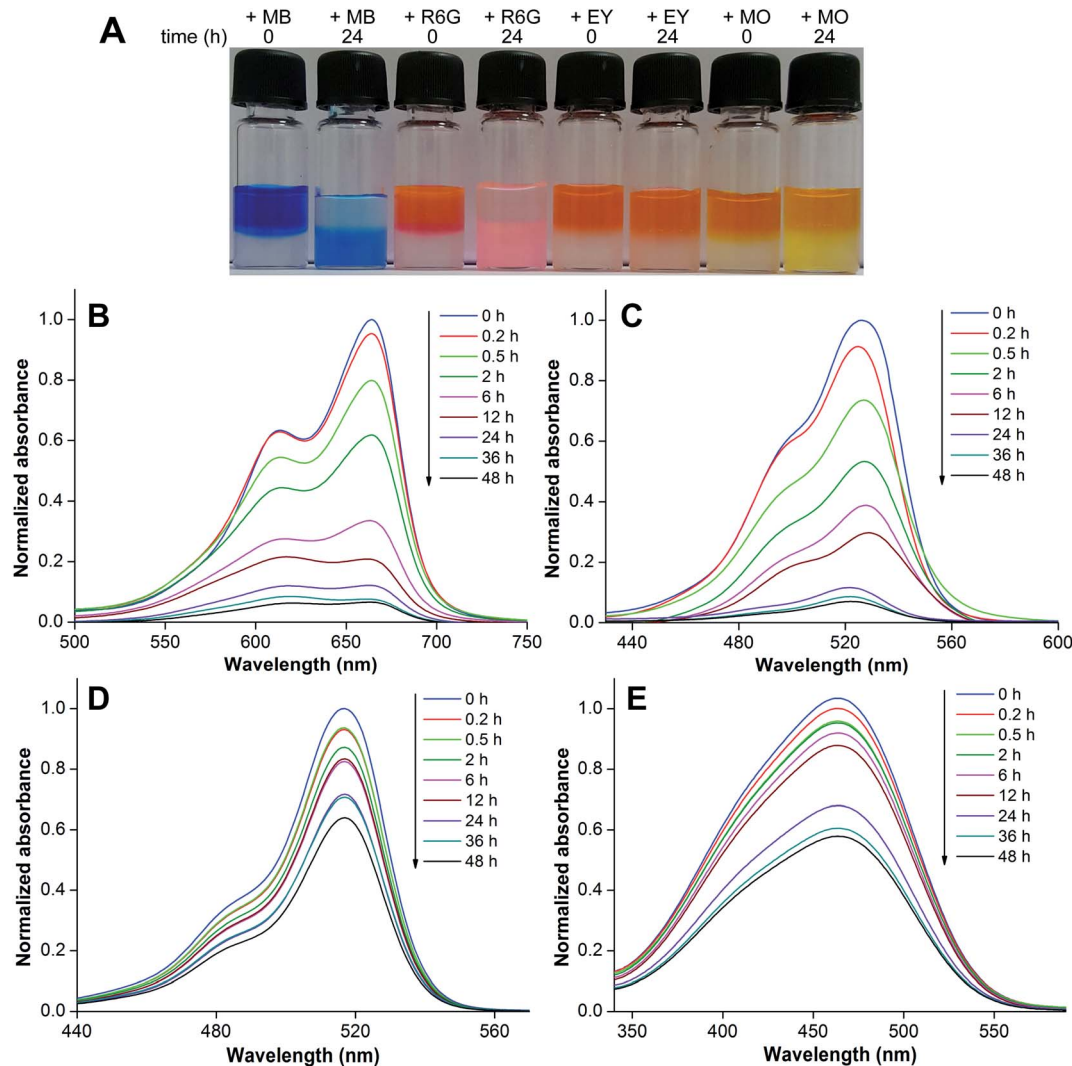 A
+ MB + MB + R6G + R6G + EY + EY + MO + MO
time (h) 0 24 0 24 0 24 0 24
B
Normalized absorbance
1.0
0.8
0.6
0.4
0.2
0.0
500 550 600 650 700 750
Wavelength (nm)
0 h
0.2 h
0.5 h
2 h
6 h
12 h
24 h
36 h
48 h
C
Normalized absorbance
1.0
0.8
0.6
0.4
0.2
0.0
440 480 520 560 600
Wavelength (nm)
0 h
0.2 h
0.5 h
2 h
6 h
12 h
24 h
36 h
48 h
D
Normalized absorbance
1.0
0.8
0.6
0.4
0.2
0.0
440 480 520 560
Wavelength (nm)
0 h
0.2 h
0.5 h
2 h
6 h
12 h
24 h
36 h
48 h
E
Normalized absorbance
1.0
0.8
0.6
0.4
0.2
0.0
350 400 450 500 550
Wavelength (nm)
0 h
0.2 h
0.5 h
2 h
6 h
12 h
24 h
36 h
48 h